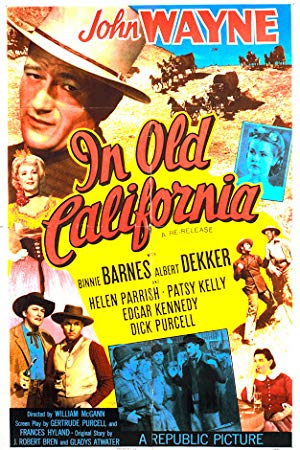 JOHN WAYNE
IN
In Old
California
A RE-RELEASE
BINNIE BARNES ALBERT DEKKER
AND
HELEN PARRISH · PATSY KELLY
EDGAR KENNEDY
DICK PURCELL
Directed by WILLIAM McGANN
Screen Play by GERTRUDE PURCELL
and FRANCES HYLAND · Original Story by
J. ROBERT BREN and GLADYS ATWATER
A REPUBLIC PICTURE